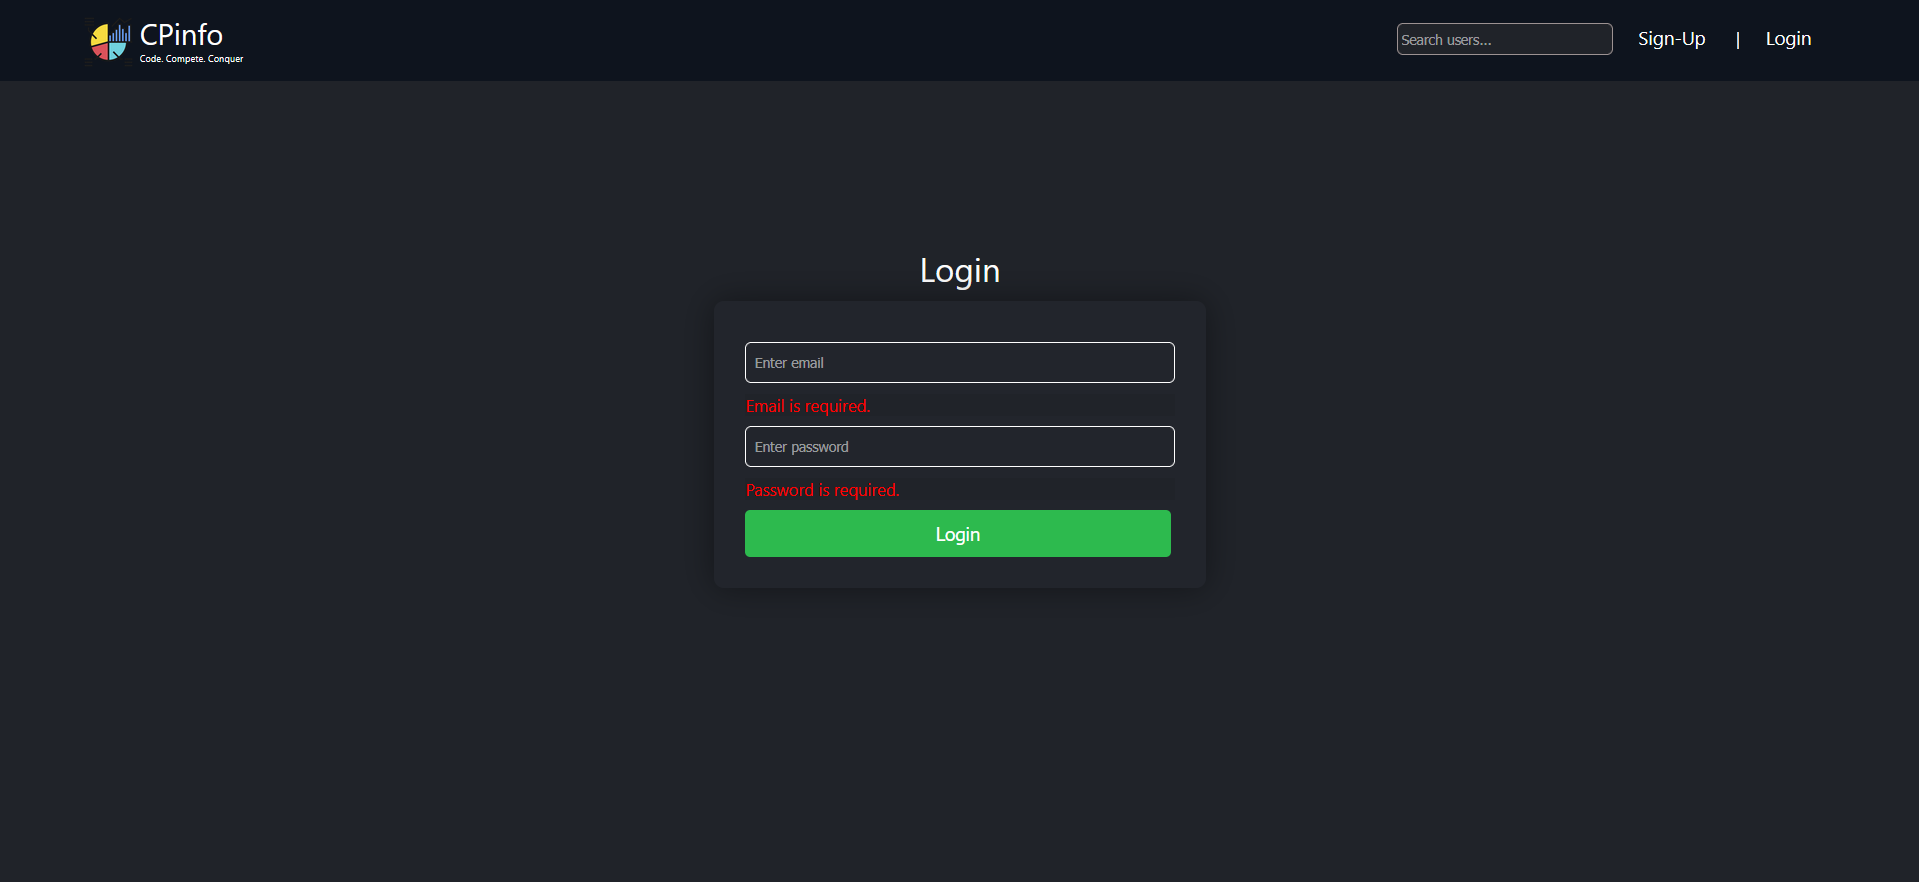 CPinfo
Code. Compete. Conquer
Search users...
Sign-Up | Login
Login
Enter email
Email is required.
Enter password
Password is required.
Login